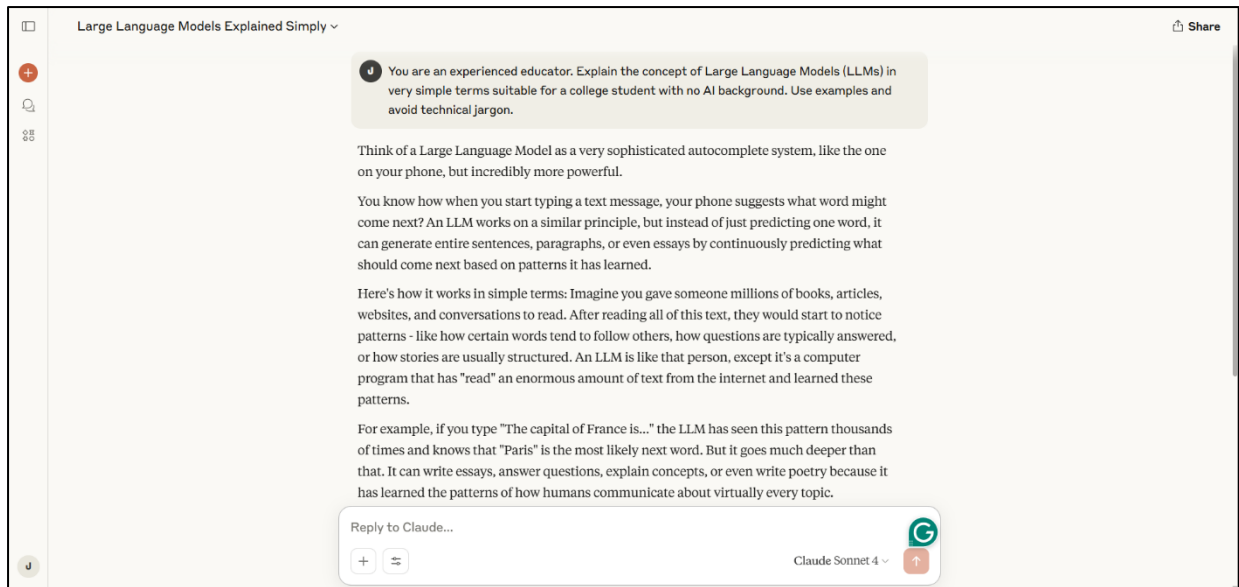 Large Language Models Explained Simply
Share
J
You are an experienced educator. Explain the concept of Large Language Models (LLMs) in
very simple terms suitable for a college student with no AI background. Use examples and
avoid technical jargon.
Think of a Large Language Model as a very sophisticated autocomplete system, like the one
on your phone, but incredibly more powerful.
You know how when you start typing a text message, your phone suggests what word might
come next? An LLM works on a similar principle, but instead of just predicting one word, it
can generate entire sentences, paragraphs, or even essays by continuously predicting what
should come next based on patterns it has learned.
Here's how it works in simple terms: Imagine you gave someone millions of books, articles,
websites, and conversations to read. After reading all of this text, they would start to notice
patterns - like how certain words tend to follow others, how questions are typically answered,
or how stories are usually structured. An LLM is like that person, except it's a computer
program that has "read" an enormous amount of text from the internet and learned these
patterns.
For example, if you type "The capital of France is..." the LLM has seen this pattern thousands
of times and knows that "Paris" is the most likely next word. But it goes much deeper than
that. It can write essays, answer questions, explain concepts, or even write poetry because it
has learned the patterns of how humans communicate about virtually every topic.
Reply to Claude...
G
Claude Sonnet 4
J